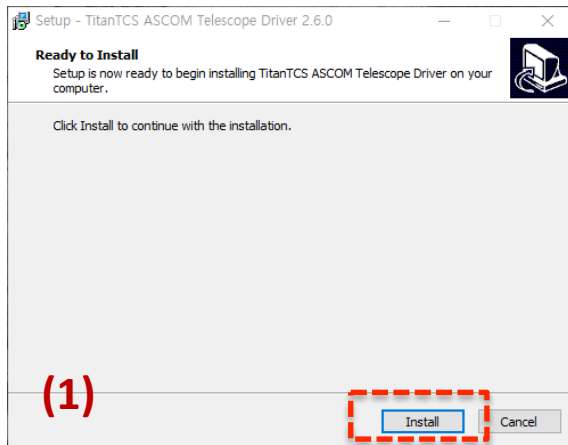 Setup - TitanTCS ASCOM Telescope Driver 2.6.0
Ready to Install
Setup is now ready to begin installing TitanTCS ASCOM Telescope Driver on your
computer.
Click Install to continue with the installation.
(1)
Install
Cancel